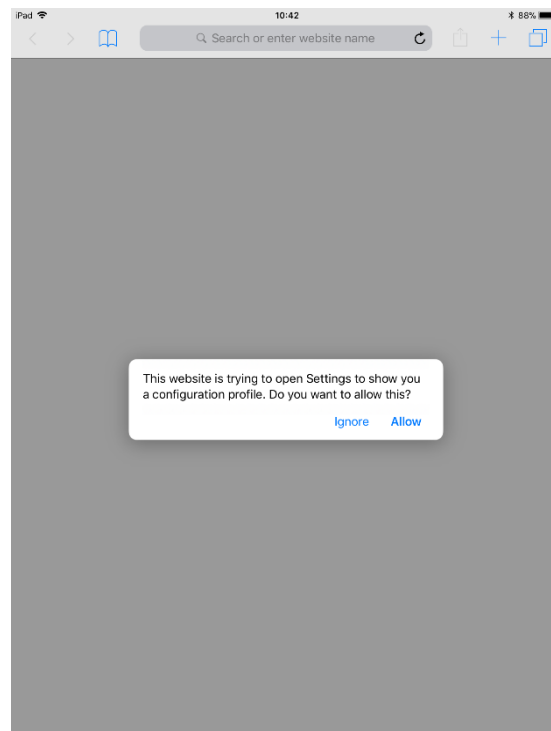 iPad 10:42 88%
Search or enter website name
This website is trying to open Settings to show you
a configuration profile. Do you want to allow this?
Ignore Allow